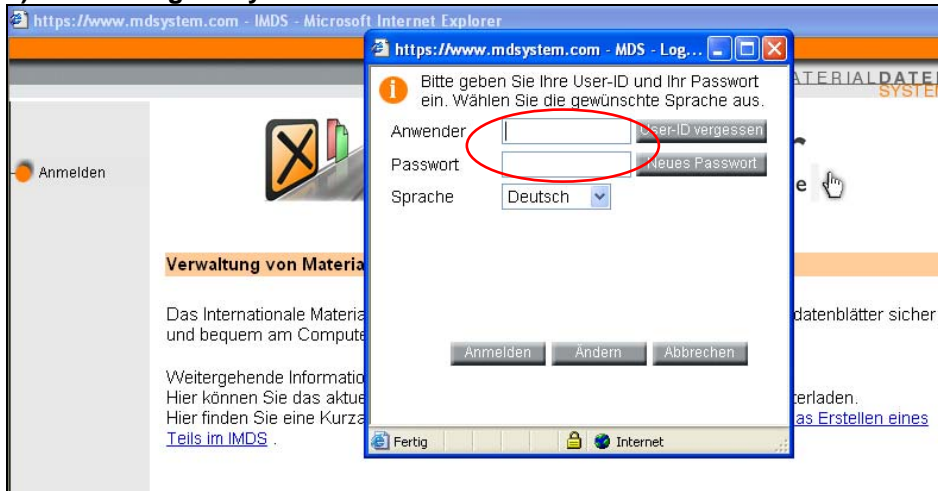 https://www.mdsystem.com - IMDS - Microsoft Internet Explorer
https://www.mdsystem.com - MDS - Log...
Bitte geben Sie Ihre User-ID und Ihr Passwort
ein. Wählen Sie die gewünschte Sprache aus.
Anwender
User-ID vergessen
Passwort
Neues Passwort
Sprache
Deutsch
Anmelden
Ändern
Abbrechen
Fertig
Internet
ATERIALDATE
SYSTE
Anmelden
e
Verwaltung von Materia
Das Internationale Materia datenblätter sicher
und bequem am Compute
Weitergehende Informatio
Hier können Sie das aktue terladen.
Hier finden Sie eine Kurza as Erstellen eines
Teils im IMDS .